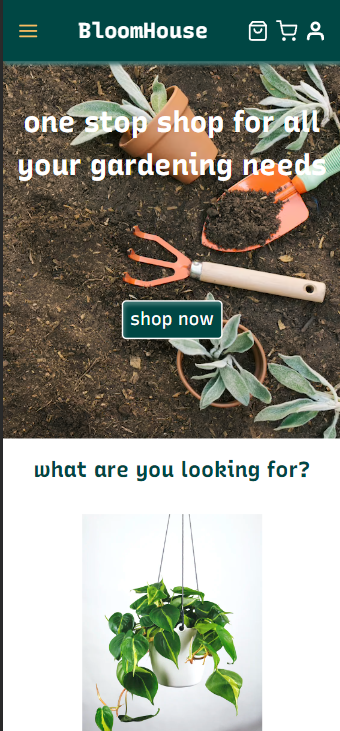 BloomHouse
one stop shop for all
your gardening needs
shop now
what are you looking for?